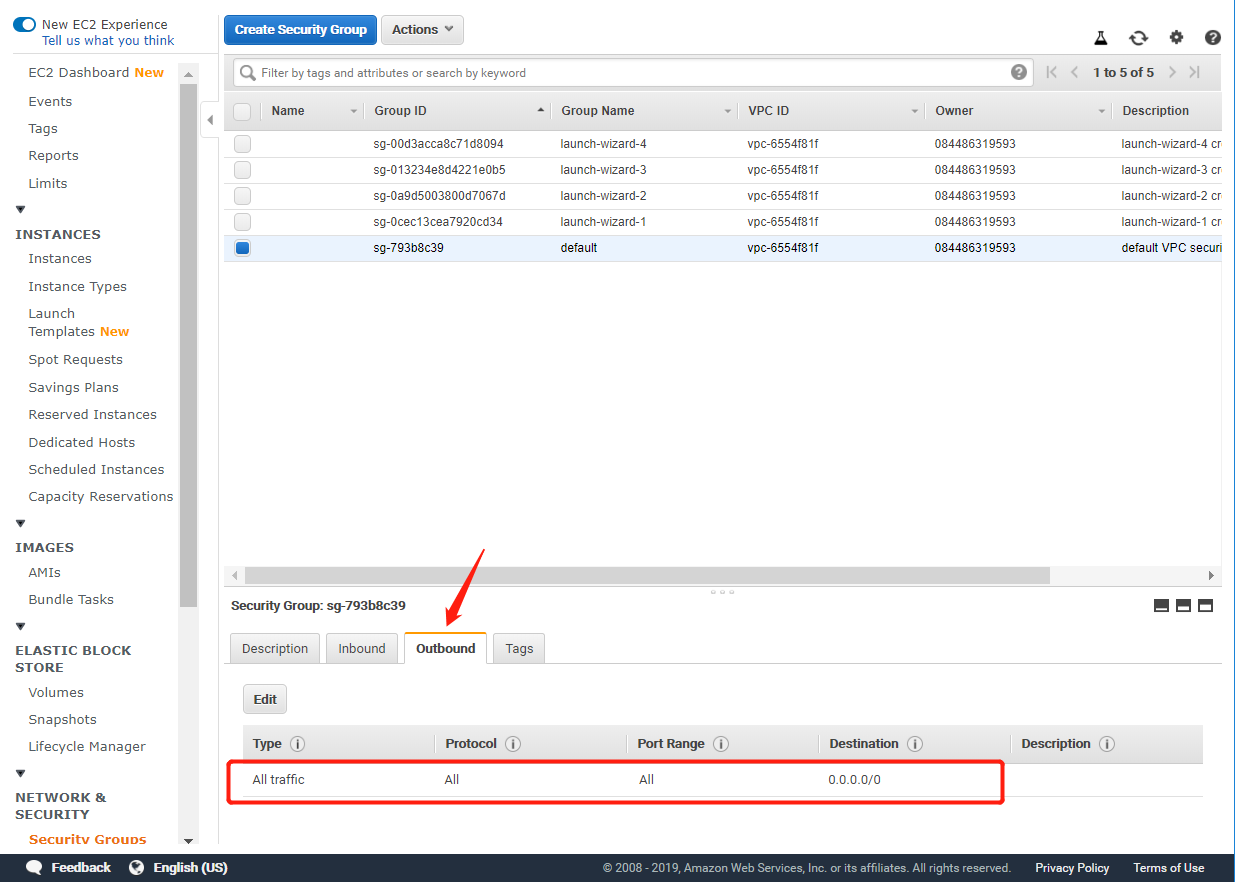 New EC2 Experience
Tell us what you think
EC2 Dashboard New
Events
Tags
Reports
Limits
INSTANCES
Instances
Instance Types
Launch
Templates New
Spot Requests
Savings Plans
Reserved Instances
Dedicated Hosts
Scheduled Instances
Capacity Reservations
IMAGES
AMIs
Bundle Tasks
ELASTIC BLOCK
STORE
Volumes
Snapshots
Lifecycle Manager
NETWORK &
SECURITY
Security Groups
Create Security Group Actions
Filter by tags and attributes or search by keyword 1 to 5 of 5
Name Group ID Group Name VPC ID Owner Description
sg-00d3acca8c71d8094 launch-wizard-4 vpc-6554f81f 084486319593 launch-wizard-4 cr
sg-013234e8d4221e0b5 launch-wizard-3 vpc-6554f81f 084486319593 launch-wizard-3 cr
sg-0a9d5003800d7067d launch-wizard-2 vpc-6554f81f 084486319593 launch-wizard-2 cr
sg-0cec13cea7920cd34 launch-wizard-1 vpc-6554f81f 084486319593 launch-wizard-1 cr
sg-793b8c39 default vpc-6554f81f 084486319593 default VPC securi
Security Group: sg-793b8c39
Description Inbound Outbound Tags
Edit
Type Protocol Port Range Destination Description
All traffic All All 0.0.0.0/0
Feedback English (US) © 2008 - 2019, Amazon Web Services, Inc. or its affiliates. All rights reserved. Privacy Policy Terms of Use